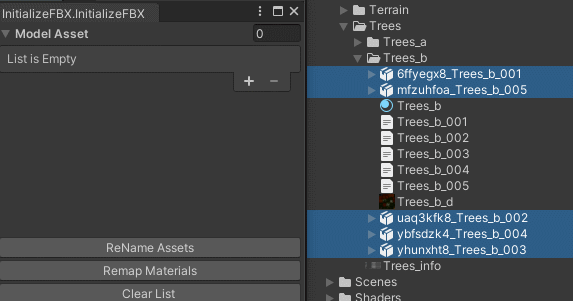 InitializeFBX.InitializeFBX
Model Asset
0
List is Empty
ReName Assets
Remap Materials
Clear List
Terrain
Trees
Trees_a
Trees_b
6ffyegx8_Trees_b_001
mfzuhfoa_Trees_b_005
Trees_b
Trees_b_001
Trees_b_002
Trees_b_003
Trees_b_004
Trees_b_005
Trees_b_d
uaq3kfk8_Trees_b_002
ybfsdzk4_Trees_b_004
yhunxht8_Trees_b_003
Trees_info
Scenes
Shaders